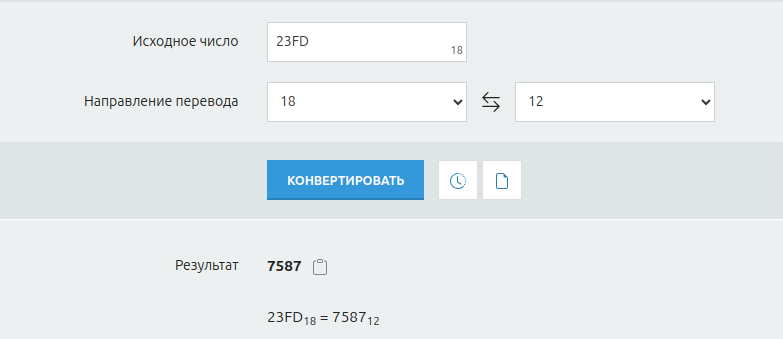 Исходное число 23FD 18
Направление перевода 18 12
КОНВЕРТИРОВАТЬ
Результат 7587
23FD₁₈ = 7587₁₂